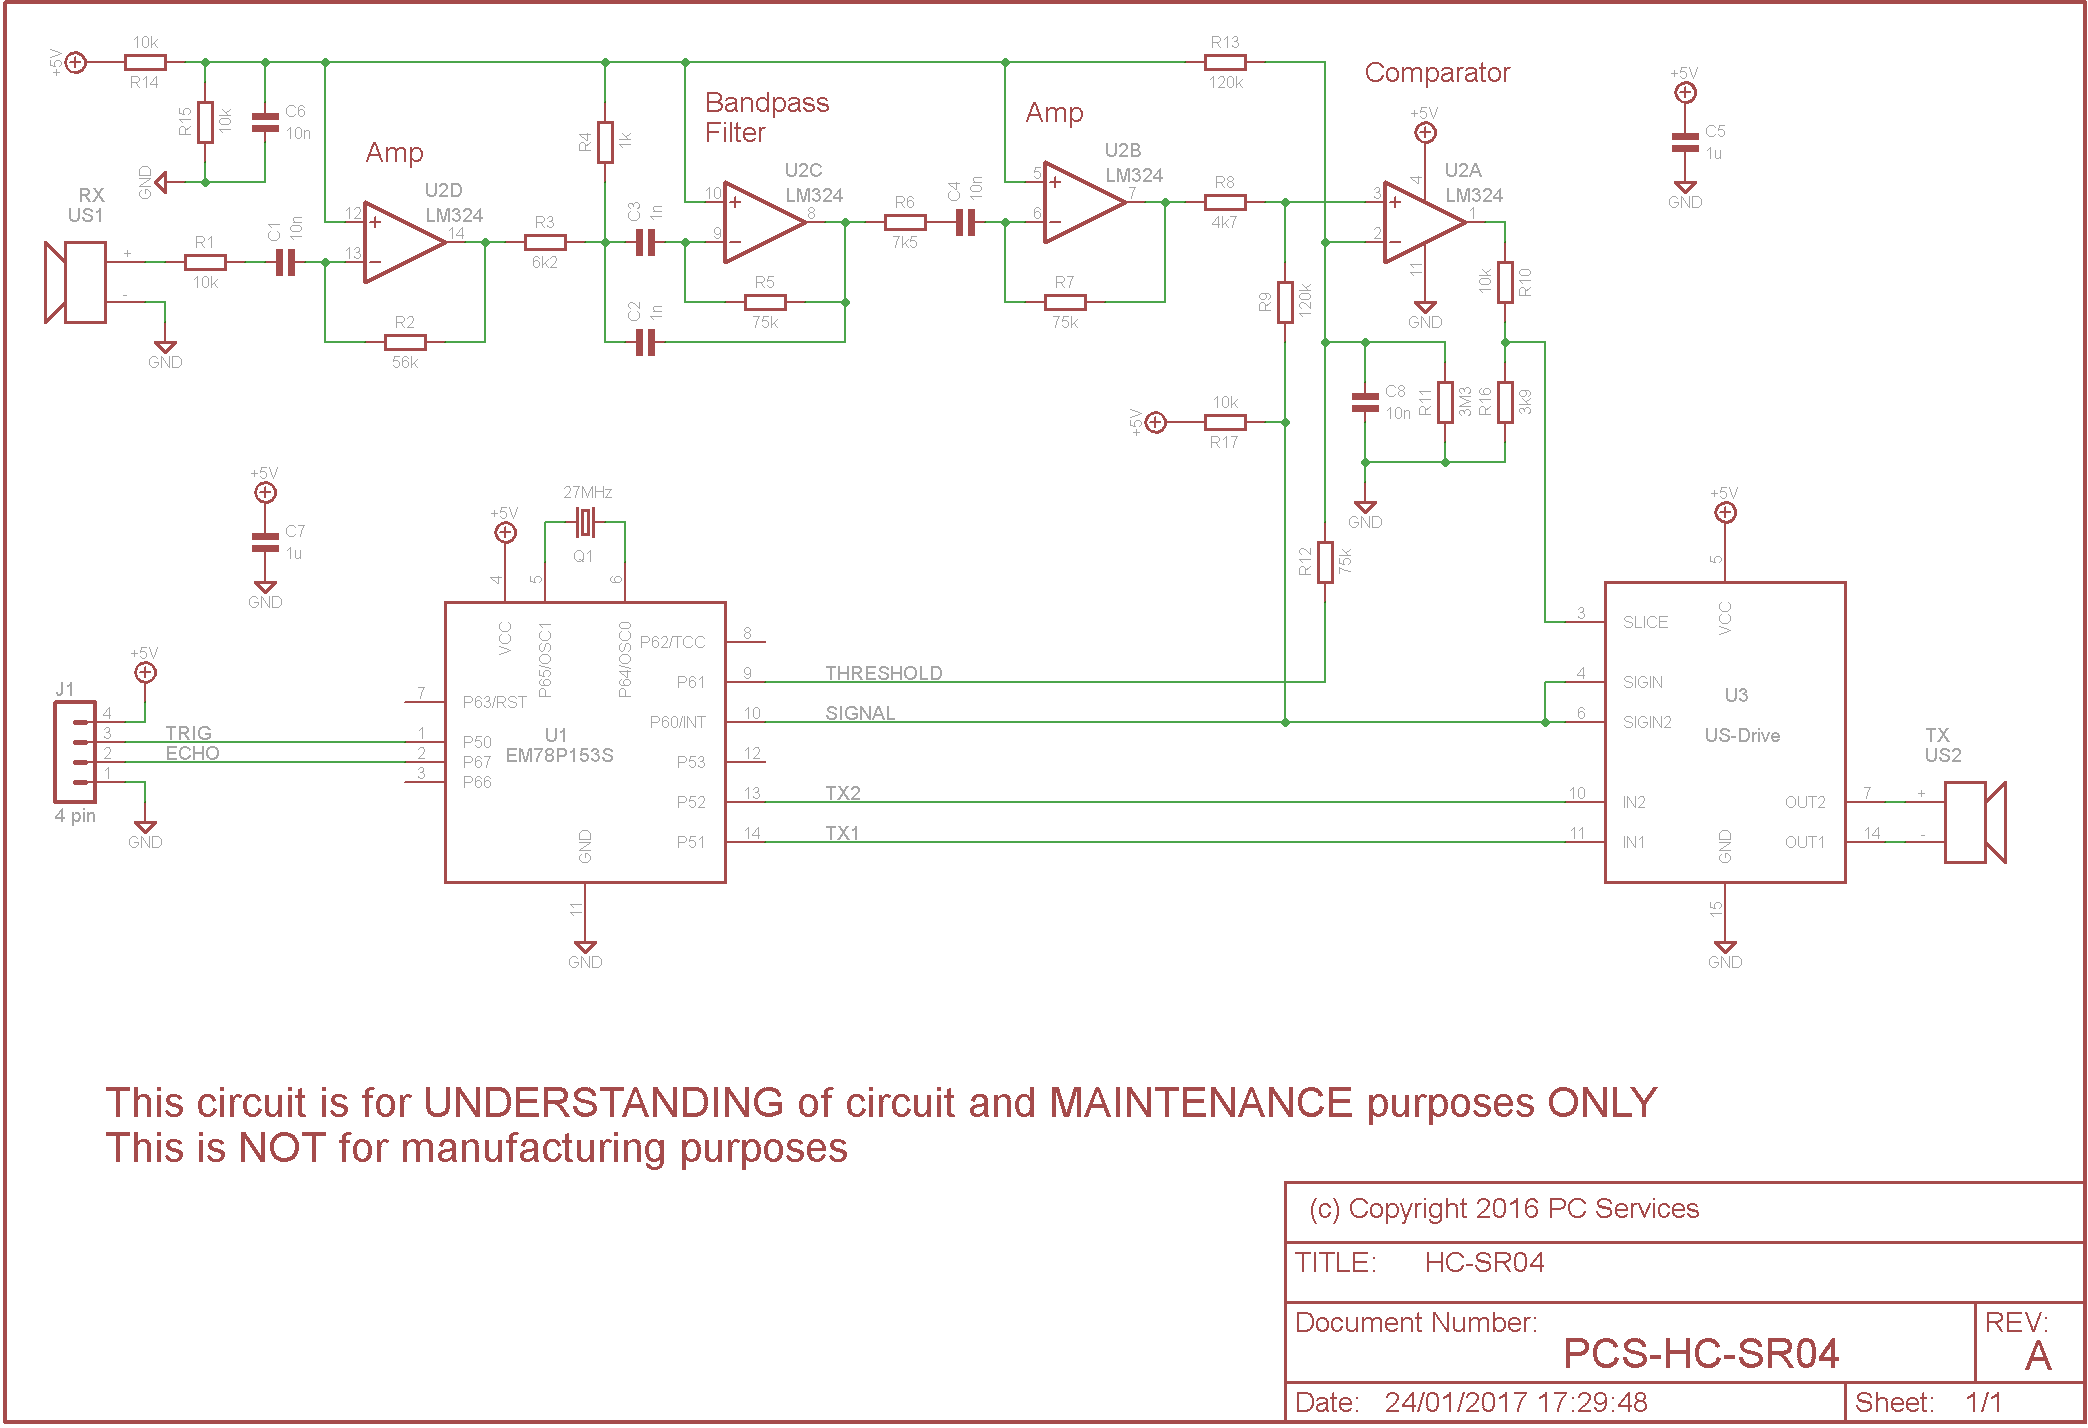 +5V
10k
R14
R15
10k
C6
10n
GND
Amp
RX
US1
+
-
GND
R1
10k
C1
10n
12
13
+
-
14
U2D
LM324
R2
56k
R3
6k2
R4
1k
C3
1n
C2
1n
Bandpass
Filter
U2C
LM324
10
9
+
-
8
R5
75k
R6
7k5
C4
10n
Amp
U2B
LM324
5
6
+
-
7
R7
75k
R13
120k
R8
4k7
R9
120k
Comparator
+5V
4
U2A
LM324
3
2
+
-
1
11
GND
10k
R10
C8
10n
R11
3M3
R16
3k9
GND
+5V
10k
R17
R12
75k
+5V
C5
1u
GND
+5V
C7
1u
GND
+5V
27MHz
Q1
4
5
6
VCC
P65/OSC1
P64/OSC0
P62/TCC
8
P61
9
THRESHOLD
P60/INT
10
SIGNAL
P53
12
P52
13
TX2
P51
14
TX1
7
P63/RST
1
P50
2
P67
3
P66
U1
EM78P153S
GND
11
GND
J1
+5V
4
3
2
1
TRIG
ECHO
4 pin
GND
+5V
5
VCC
3
SLICE
4
SIGIN
6
SIGIN2
U3
US-Drive
10
IN2
11
IN1
OUT2
7
OUT1
14
GND
15
GND
TX
US2
+
-
This circuit is for UNDERSTANDING of circuit and MAINTENANCE purposes ONLY
This is NOT for manufacturing purposes
(c) Copyright 2016 PC Services
TITLE: HC-SR04
Document Number:
PCS-HC-SR04
REV:
A
Date: 24/01/2017 17:29:48
Sheet: 1/1